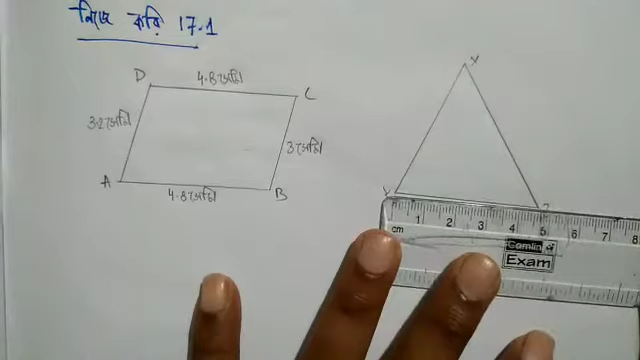 নিজে করি 17.1
D 4.8 সেমি C
3.2 সেমি
3 সেমি
A 4.8 সেমি B
X
Y Z
cm 1 2 3 4 5 6 7 8
Camlin
Exam